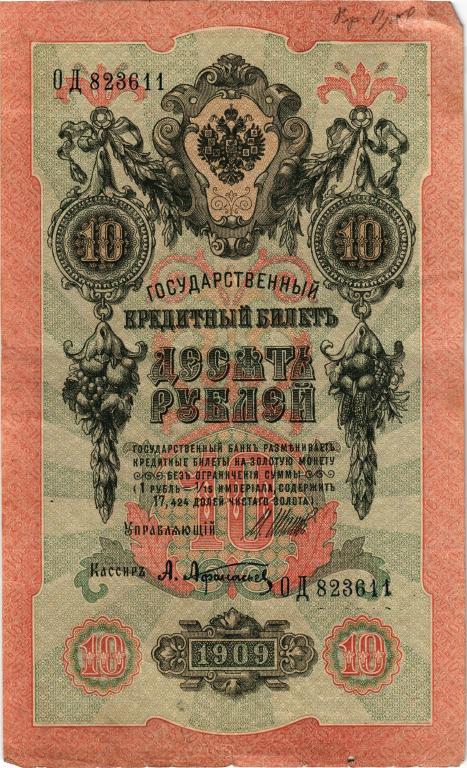 ОД 823611
10 10
ГОСУДАРСТВЕННЫЙ
КРЕДИТНЫЙ БИЛЕТЪ
ДЕСЯТЬ
РУБЛЕЙ
ГОСУДАРСТВЕННЫЙ БАНКЪ РАЗМѢНИВАЕТЪ
КРЕДИТНЫЕ БИЛЕТЫ НА ЗОЛОТУЮ МОНЕТУ
БЕЗЪ ОГРАНИЧЕНІЯ СУММЫ
(1 РУБЛЬ = 1/15 ИМПЕРІАЛА, СОДЕРЖИТЪ
17,424 ДОЛЕЙ ЧИСТАГО ЗОЛОТА).
10
УПРАВЛЯЮЩІЙ
Кассиръ А. Афанасьев
ОД 823611
10 1909 10